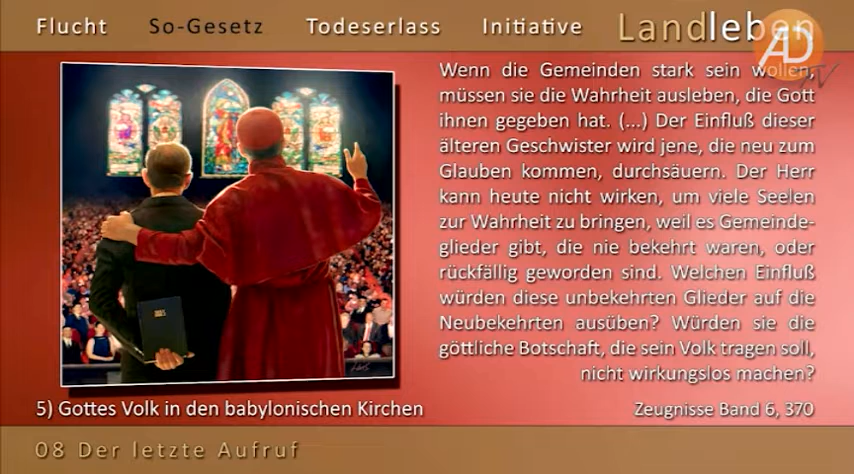 Flucht So-Gesetz Todeserlass Initiative Landleben
AD
TV
Wenn die Gemeinden stark sein wollen,
müssen sie die Wahrheit ausleben, die Gott
ihnen gegeben hat. (...) Der Einfluß dieser
älteren Geschwister wird jene, die neu zum
Glauben kommen, durchsäuern. Der Herr
kann heute nicht wirken, um viele Seelen
zur Wahrheit zu bringen, weil es Gemeinde-
glieder gibt, die nie bekehrt waren, oder
rückfällig geworden sind. Welchen Einfluß
würden diese unbekehrten Glieder auf die
Neubekehrten ausüben? Würden sie die
göttliche Botschaft, die sein Volk tragen soll,
nicht wirkungslos machen?
5) Gottes Volk in den babylonischen Kirchen
Zeugnisse Band 6, 370
08 Der letzte Aufruf